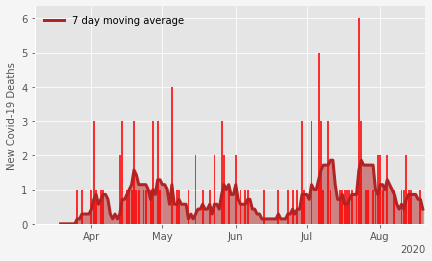 7 day moving average
New Covid-19 Deaths
6
5
4
3
2
1
0
Apr
May
Jun
Jul
Aug
2020